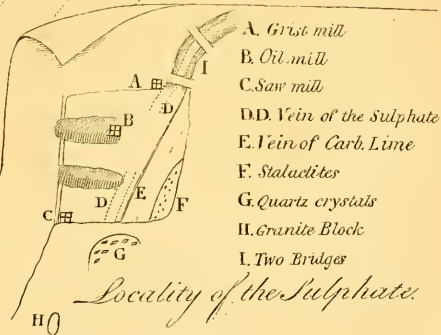 A. Grist mill
B. Oil mill
C. Saw mill
D.D. Vein of the Sulphate
E. Vein of Carb. Lime
F. Stalactites
G. Quartz crystals
H. Granite Block
I. Two Bridges
A
I
D
B
D
E
F
C
G
H
Locality of the Sulphate.